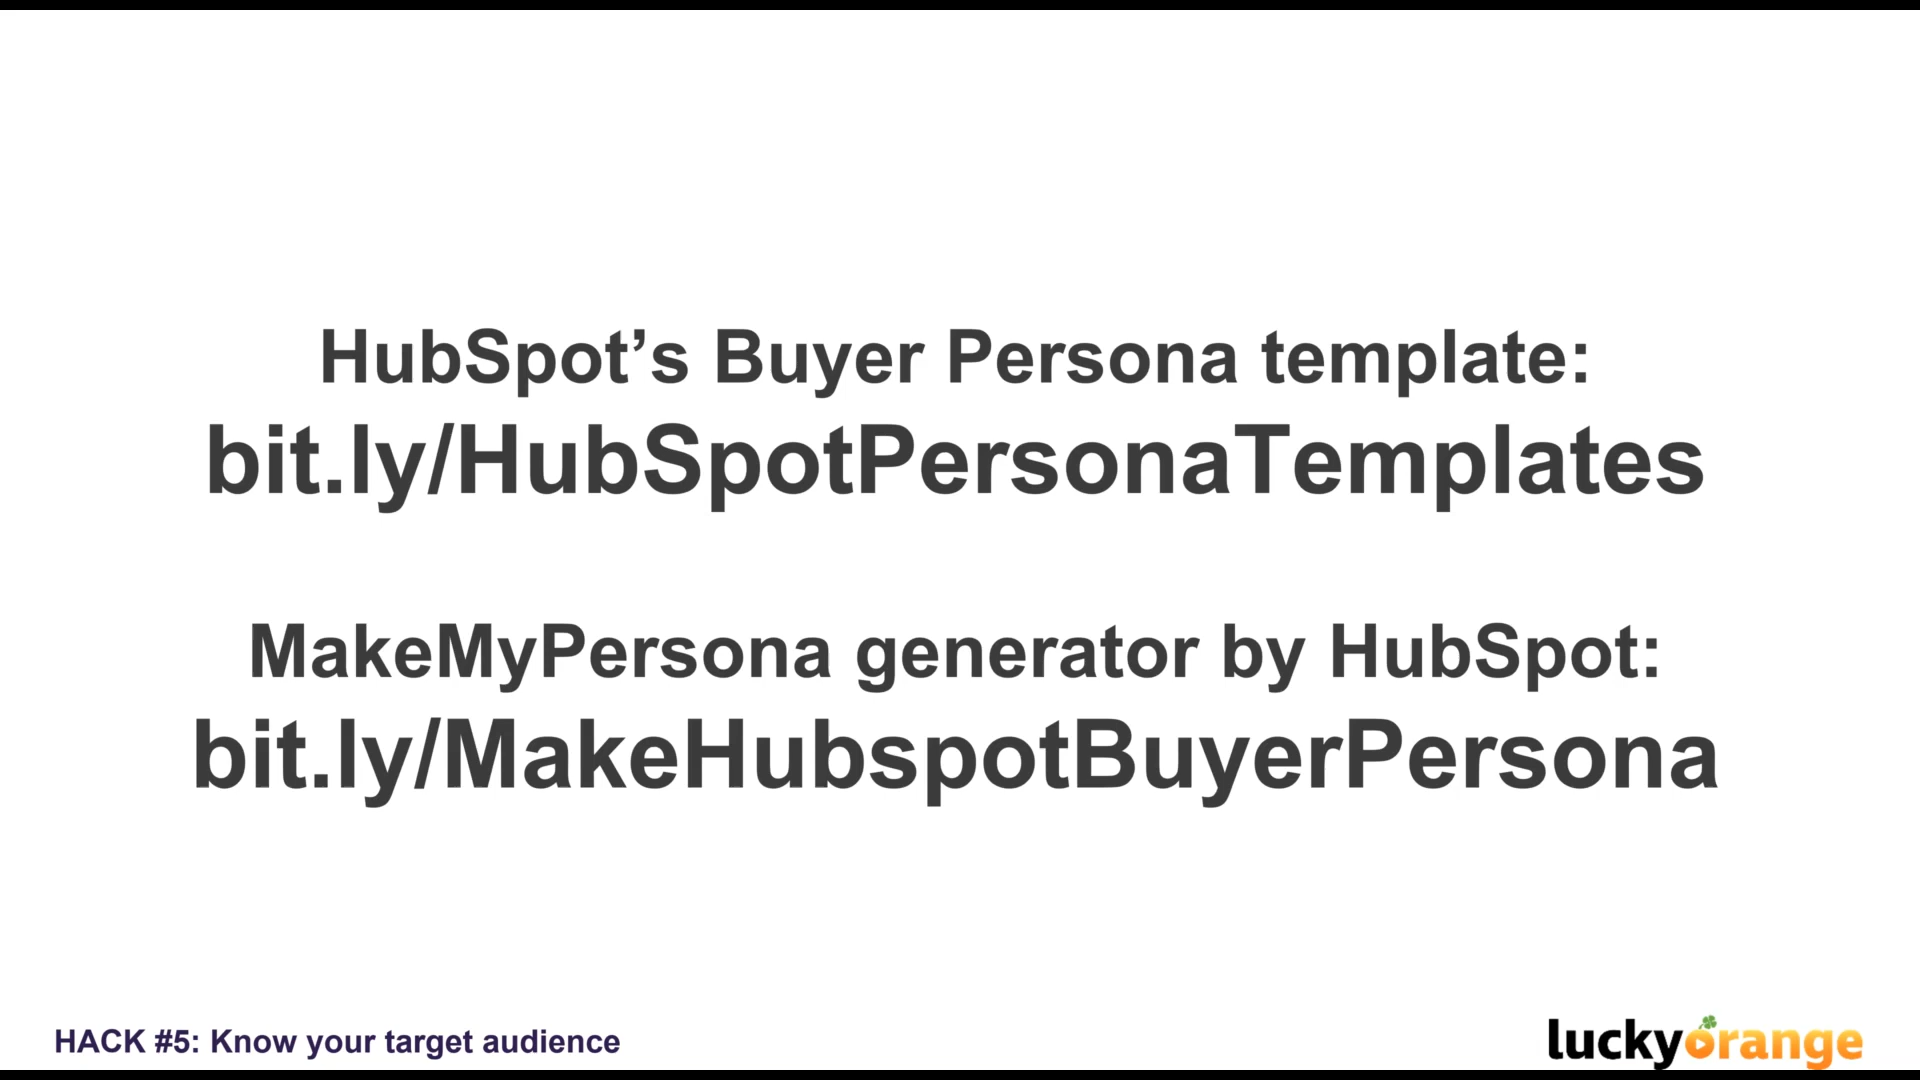 HubSpot’s Buyer Persona template:
bit.ly/HubSpotPersonaTemplates
MakeMyPersona generator by HubSpot:
bit.ly/MakeHubspotBuyerPersona
HACK #5: Know your target audience
luckyorange